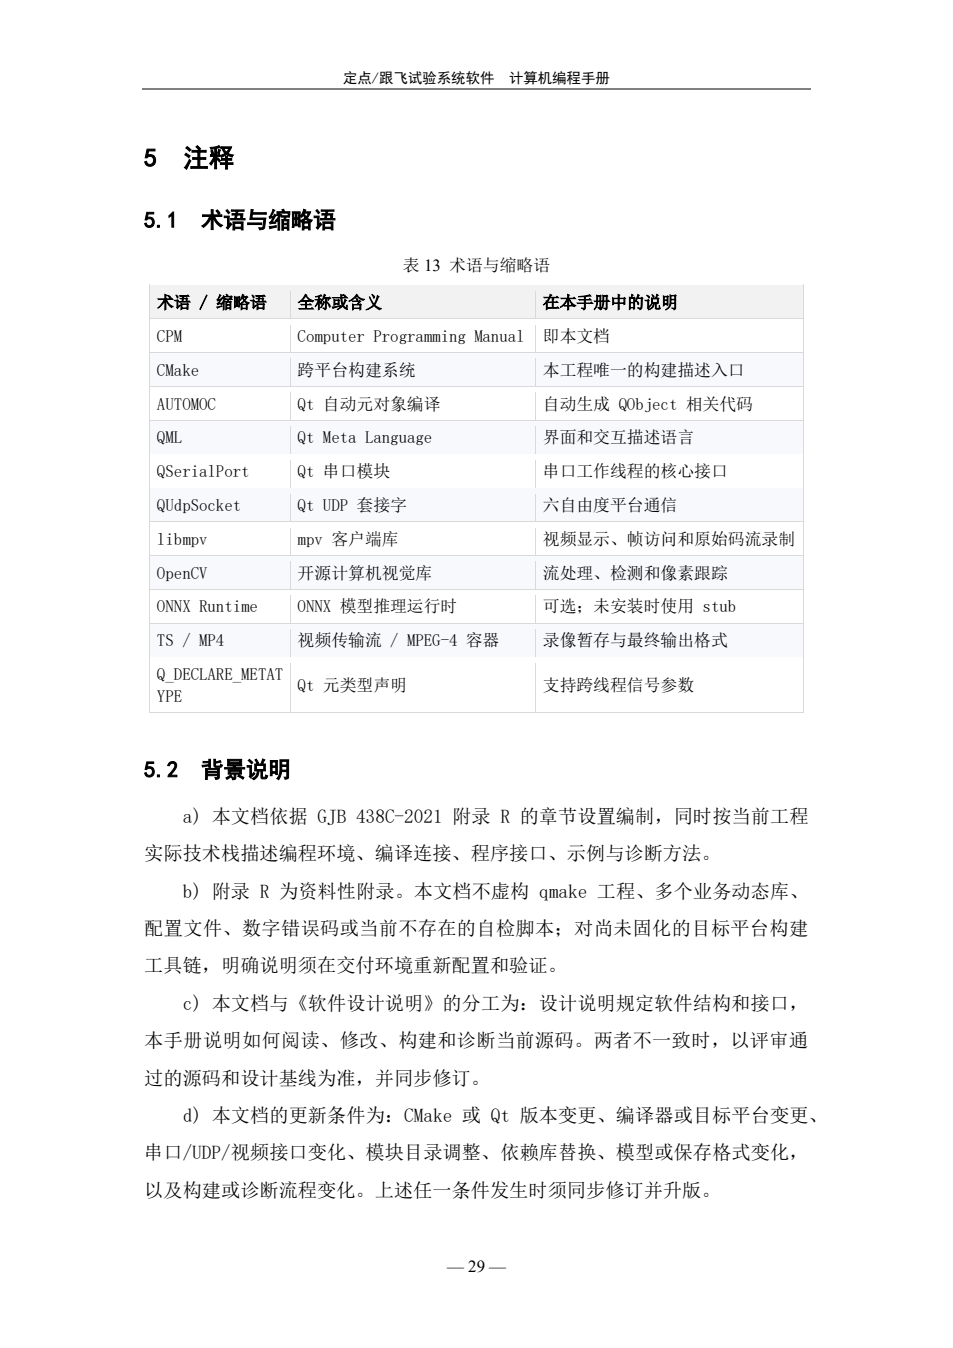 定点/跟飞试验系统软件 计算机编程手册
5 注释
5.1 术语与缩略语
表 13 术语与缩略语
术语 / 缩略语 全称或含义 在本手册中的说明
CPM Computer Programming Manual 即本文档
CMake 跨平台构建系统 本工程唯一的构建描述入口
AUTOMOC Qt 自动元对象编译 自动生成 QObject 相关代码
QML Qt Meta Language 界面和交互描述语言
QSerialPort Qt 串口模块 串口工作线程的核心接口
QUdpSocket Qt UDP 套接字 六自由度平台通信
libmpv mpv 客户端库 视频显示、帧访问和原始码流录制
OpenCV 开源计算机视觉库 流处理、检测和像素跟踪
ONNX Runtime ONNX 模型推理运行时 可选；未安装时使用 stub
TS / MP4 视频传输流 / MPEG-4 容器 录像暂存与最终输出格式
Q_DECLARE_METAT
YPE Qt 元类型声明 支持跨线程信号参数
5.2 背景说明
a) 本文档依据 GJB 438C-2021 附录 R 的章节设置编制，同时按当前工程
实际技术栈描述编程环境、编译连接、程序接口、示例与诊断方法。
b) 附录 R 为资料性附录。本文档不虚构 qmake 工程、多个业务动态库、
配置文件、数字错误码或当前不存在的自检脚本；对尚未固化的目标平台构建
工具链，明确说明须在交付环境重新配置和验证。
c) 本文档与《软件设计说明》的分工为：设计说明规定软件结构和接口，
本手册说明如何阅读、修改、构建和诊断当前源码。两者不一致时，以评审通
过的源码和设计基线为准，并同步修订。
d) 本文档的更新条件为：CMake 或 Qt 版本变更、编译器或目标平台变更、
串口/UDP/视频接口变化、模块目录调整、依赖库替换、模型或保存格式变化，
以及构建或诊断流程变化。上述任一条件发生时须同步修订并升版。
— 29 —